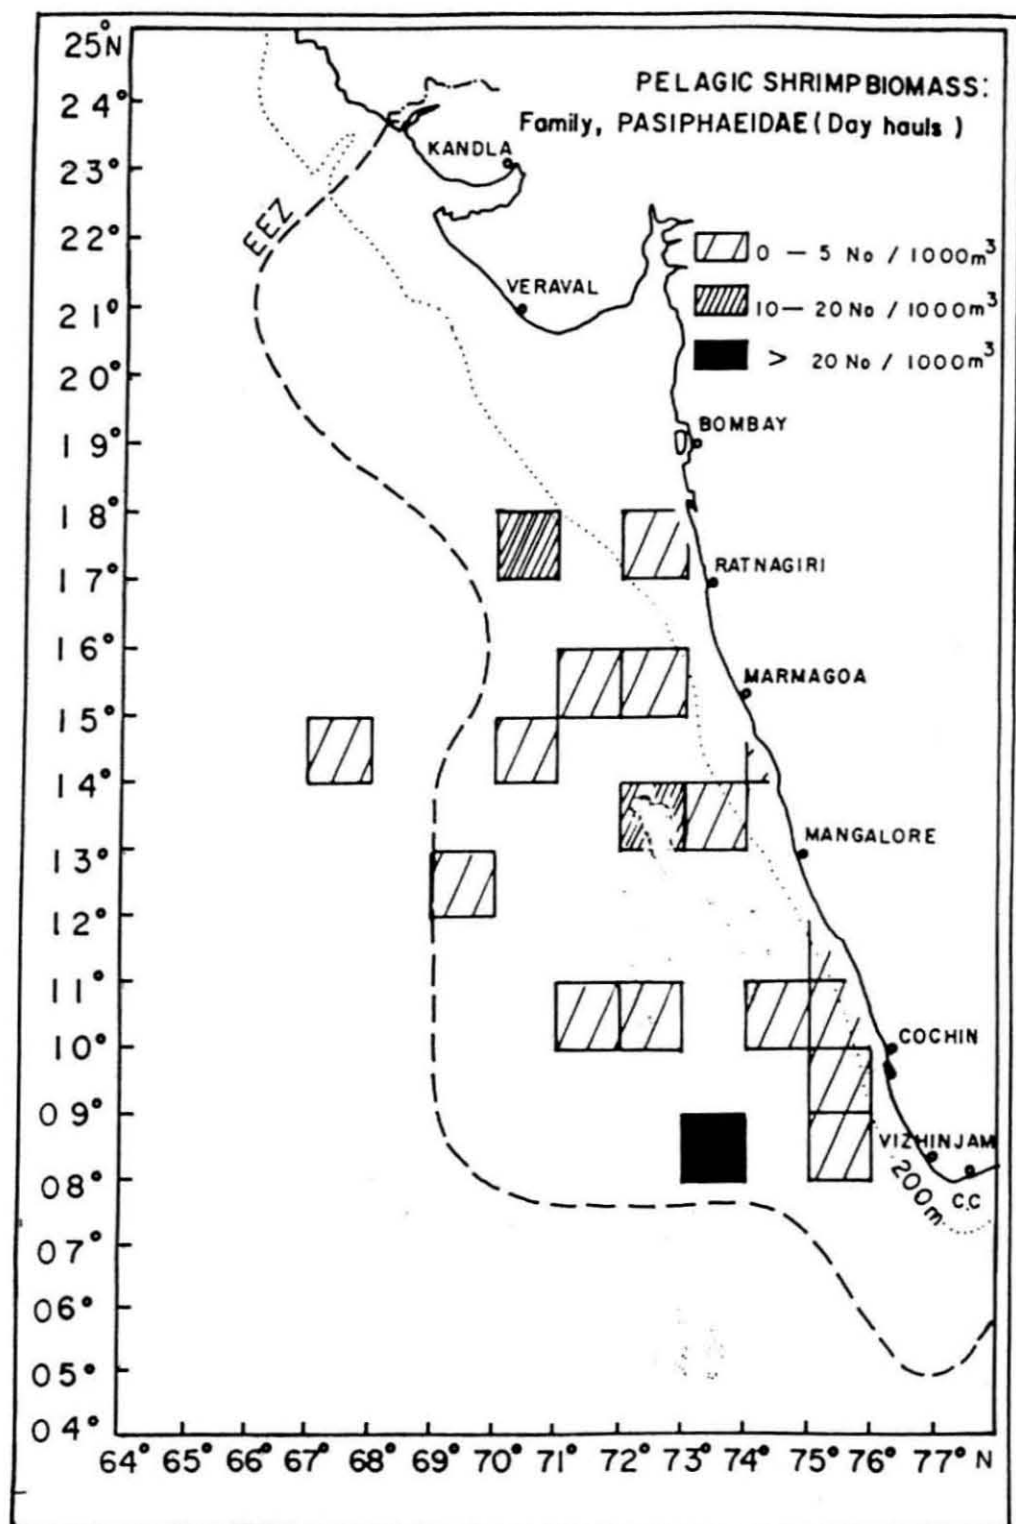 PELAGIC SHRIMP BIOMASS:
Family, PASIPHAEIDAE (Day hauls)
25°N
24°
23°
22°
21°
20°
19°
18°
17°
16°
15°
14°
13°
12°
11°
10°
09°
08°
07°
06°
05°
04°
KANDLA
EEZ
VERAVAL
0 – 5 No / 1000m³
10 – 20 No / 1000m³
> 20 No / 1000m³
BOMBAY
RATNAGIRI
MARMAGOA
MANGALORE
COCHIN
VIZHINJAM
200m
C.C
64° 65° 66° 67° 69° 70° 71° 72° 73° 74° 75° 76° 77° N